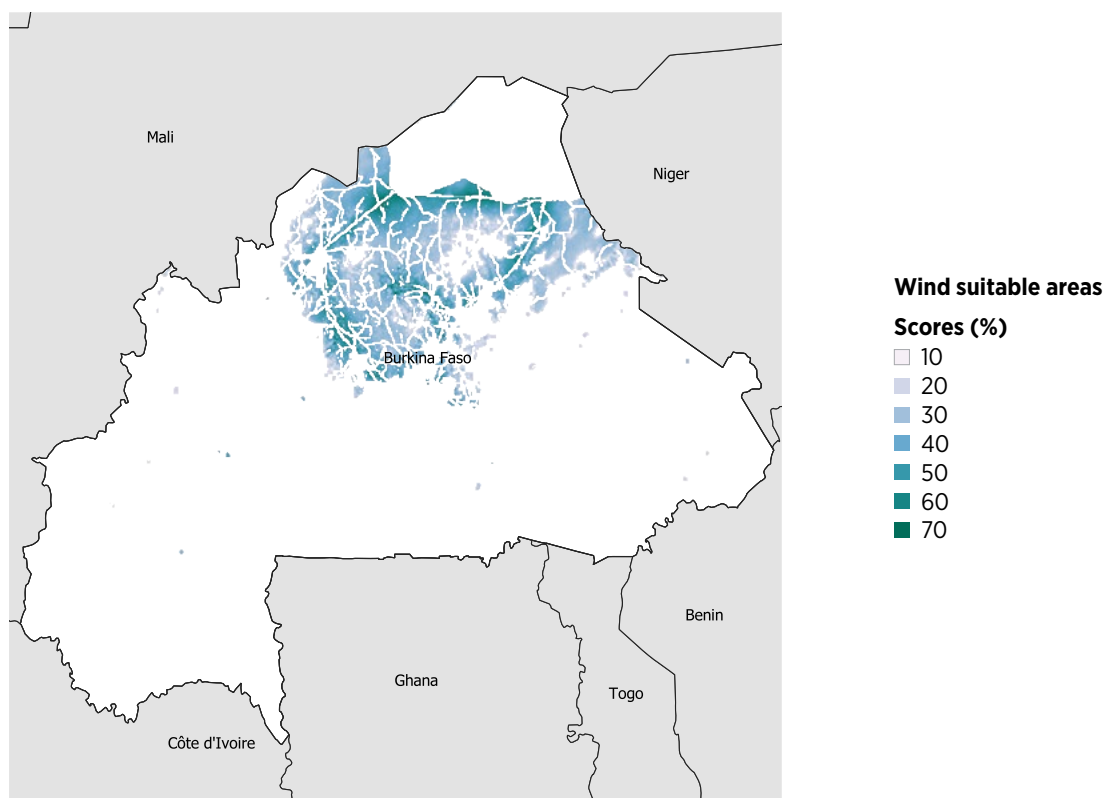 Mali
Niger
Burkina Faso
Benin
Ghana
Togo
Côte d'Ivoire
Wind suitable areas
Scores (%)
10
20
30
40
50
60
70